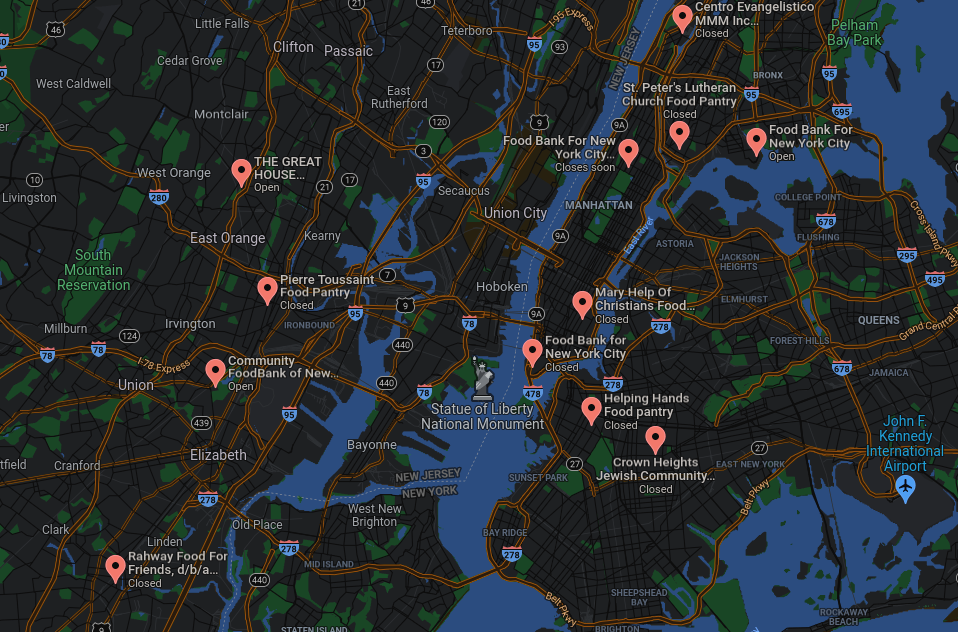 21
46
46
Little Falls
Teterboro
I-95 Express
Centro Evangelistico
MMM Inc...
Closed
Pelham
Bay Park
Clifton
Passaic
95
93
NEW JERSEY
Cedar Grove
17
BRONX
95
West Caldwell
East
Rutherford
St. Peter's Lutheran
Church Food Pantry
Closed
95
695
Montclair
120
9
9A
Food Bank For New
York City...
Closes soon
Food Bank For
New York City
Open
3
THE GREAT
HOUSE...
Open
West Orange
10
17
21
95
Secaucus
Livingston
280
MANHATTAN
COLLEGE POINT
Union City
678
Cross Island Pkwy
East Orange
Kearny
9A
East River
ASTORIA
FLUSHING
295
South
Mountain
Reservation
JACKSON
HEIGHTS
7
495
Pierre Toussaint
Food Pantry
Closed
Hoboken
Mary Help Of
Christians Food...
Closed
ELMHURST
9
95
9A
QUEENS
Grand Central P
Irvington
IRONBOUND
78
278
Millburn
124
440
Food Bank for
New York City
Closed
FOREST HILLS
78
78
I-78 Express
Community
FoodBank of New...
Open
678
JAMAICA
Union
440
78
478
278
95
Statue of Liberty
National Monument
Helping Hands
Food pantry
Closed
439
John F.
Kennedy
International
Airport
Bayonne
27
Elizabeth
27
tfield
Cranford
Crown Heights
Jewish Community...
Closed
EAST NEW YORK
NEW JERSEY
NEW YORK
SUNSET PARK
Belt Pkwy
278
West New
Brighton
Clark
Old Place
Linden
BAY RIDGE
278
278
Rahway Food For
Friends, d/b/a...
Closed
MID ISLAND
440
SHEEPSHEAD
BAY
Belt Pkwy
ROCKAWAY
BEACH
9
STATEN ISLAND
BRIGHTON